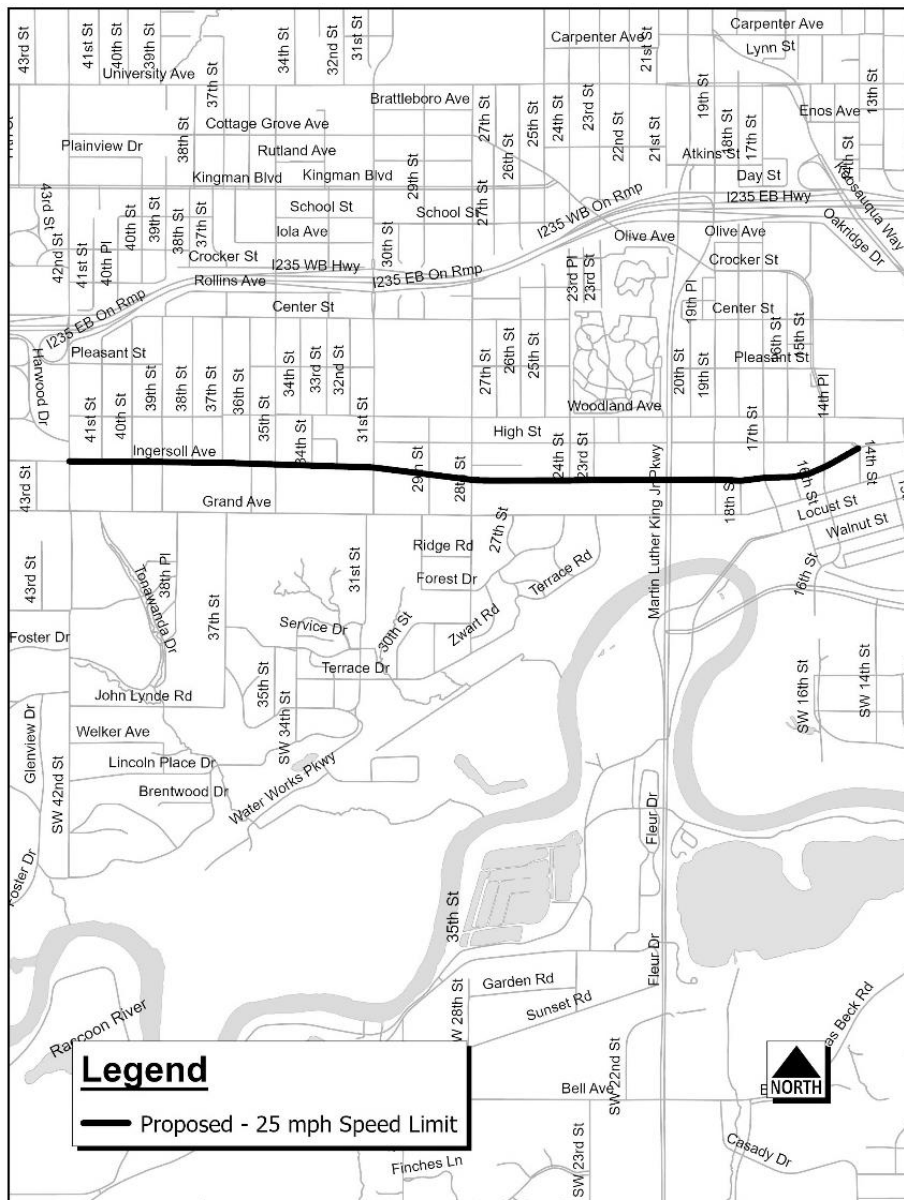 Carpenter Ave
43rd St
41st St
40th St
39th St
34th St
32nd St
31st St
Carpenter Ave
21st St
Lynn St
19th St
13th St
University Ave
37th St
Brattleboro Ave
27th St
26th St
25th St
24th St
23rd St
22nd St
21st St
18th St
17th St
Enos Ave
Cottage Grove Ave
38th St
Plainview Dr
Rutland Ave
29th St
Atkins St
Kingman Blvd
Kingman Blvd
Day St
Keosauqua Way
43rd St
42nd St
41st St
40th Pl
40th St
39th St
38th St
37th St
School St
School St
27th St
I235 WB On Rmp
I235 EB Hwy
Iola Ave
30th St
Olive Ave
Olive Ave
Oakridge Dr
Crocker St
I235 WB Hwy
Crocker St
Rollins Ave
I235 EB On Rmp
23rd Pl
23rd St
19th Pl
I235 EB On Rmp
Center St
Center St
16th St
15th St
Harwood Dr
Pleasant St
34th St
33rd St
32nd St
27th St
26th St
25th St
20th St
19th St
Pleasant St
41st St
40th St
39th St
38th St
37th St
36th St
35th St
31st St
Woodland Ave
14th Pl
High St
17th St
Ingersoll Ave
34th St
29th St
28th St
24th St
23rd St
Martin Luther King Jr Pkwy
18th St
16th St
14th St
43rd St
Grand Ave
Locust St
Walnut St
27th St
Ridge Rd
43rd St
38th Pl
31st St
Forest Dr
Terrace Rd
16th St
Tonawanda Dr
37th St
Service Dr
30th St
Zwart Rd
Foster Dr
35th St
Terrace Dr
SW 16th St
SW 14th St
John Lynde Rd
Glenview Dr
SW 34th St
Welker Ave
Lincoln Place Dr
SW 42nd St
Brentwood Dr
Water Works Pkwy
Fleur Dr
Foster Dr
35th St
Fleur Dr
Garden Rd
Sunset Rd
Raccoon River
SW 22nd St
Legend
Proposed - 25 mph Speed Limit
Bell Ave
NORTH
SW 23rd St
Casady Dr
Finches Ln